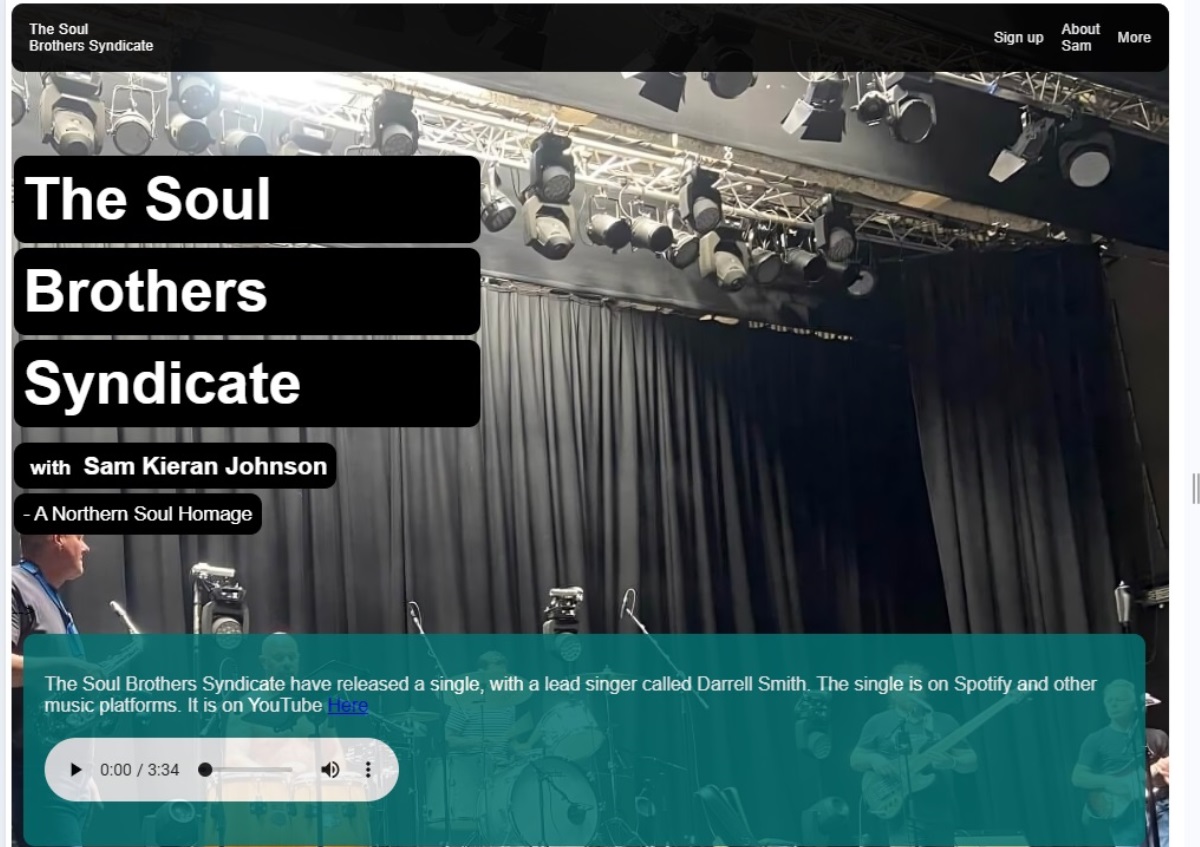 The Soul
Brothers Syndicate
Sign up
About
Sam
More
The Soul
Brothers
Syndicate
with Sam Kieran Johnson
- A Northern Soul Homage
The Soul Brothers Syndicate have released a single, with a lead singer called Darrell Smith. The single is on Spotify and other
music platforms. It is on YouTube Here
0:00 / 3:34